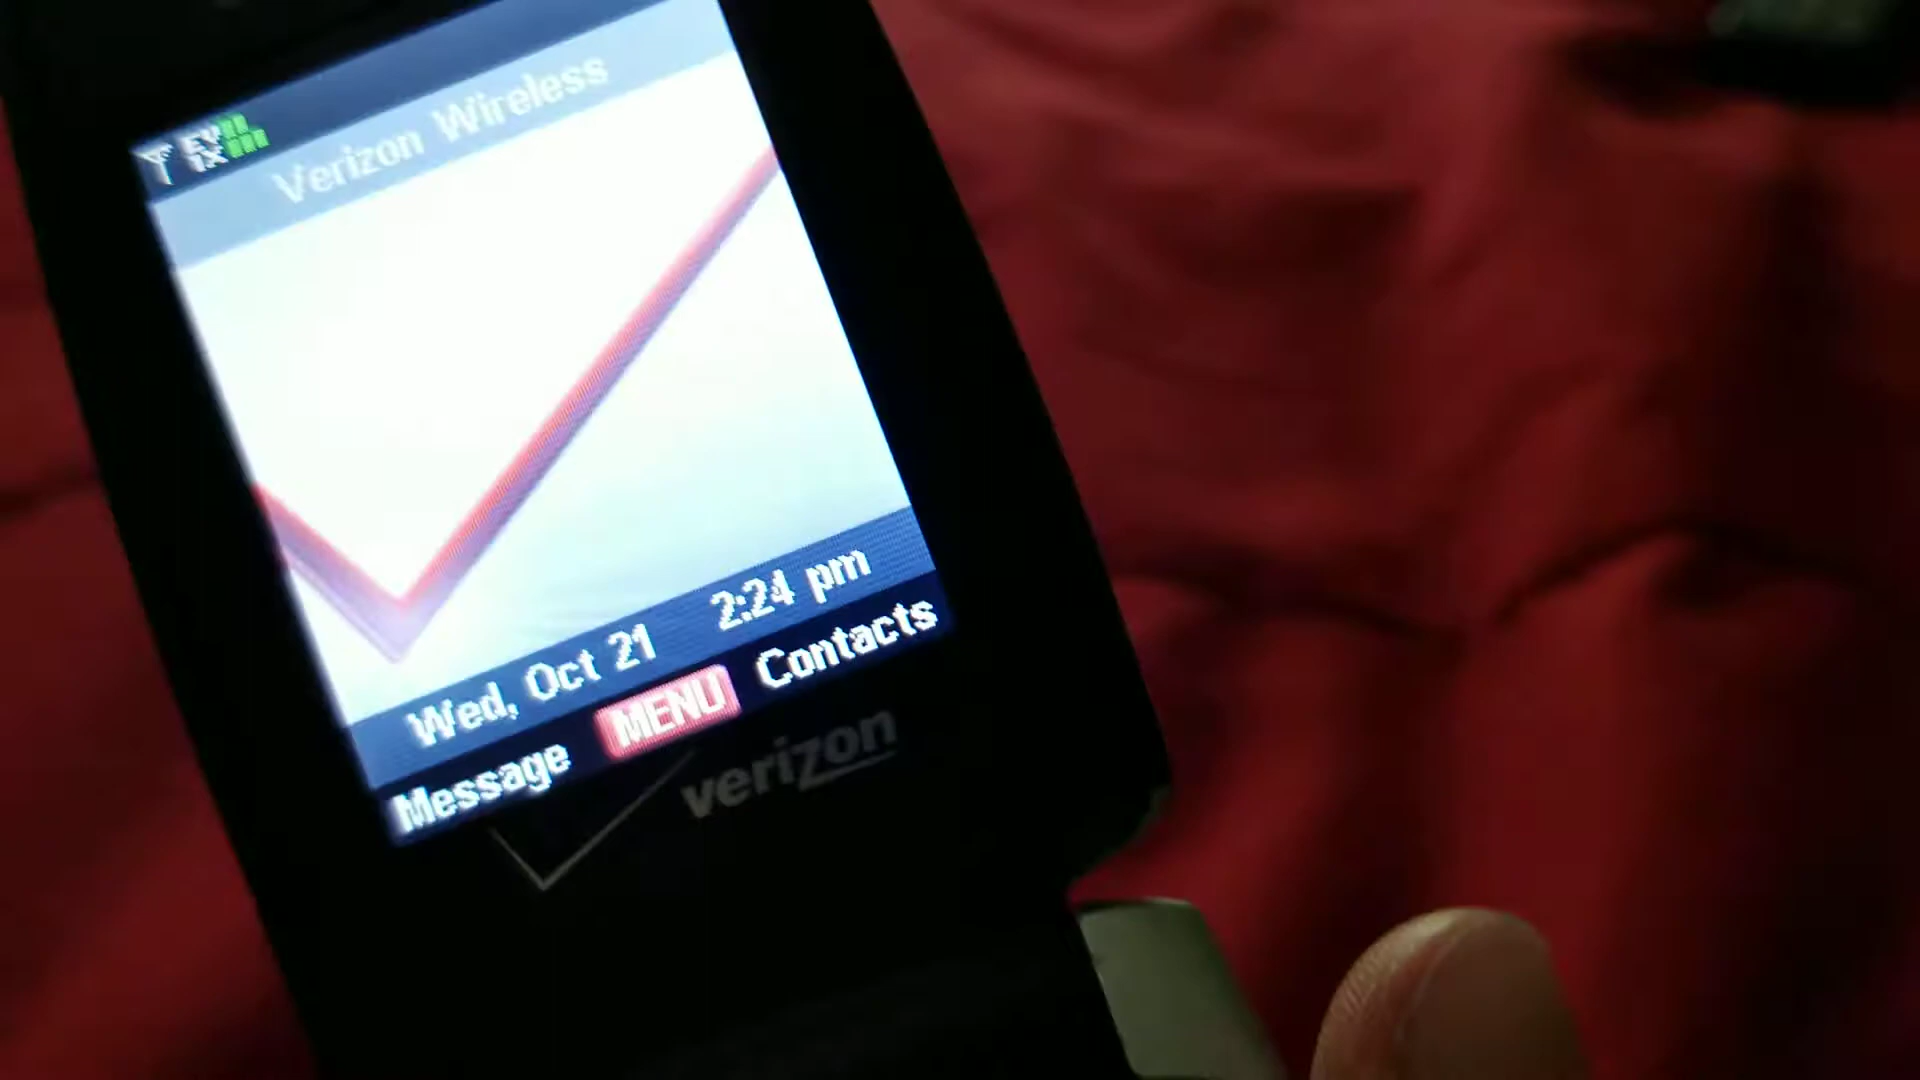 EV
1X
Verizon Wireless
Wed, Oct 21 2:24 pm
Message MENU Contacts
verizon